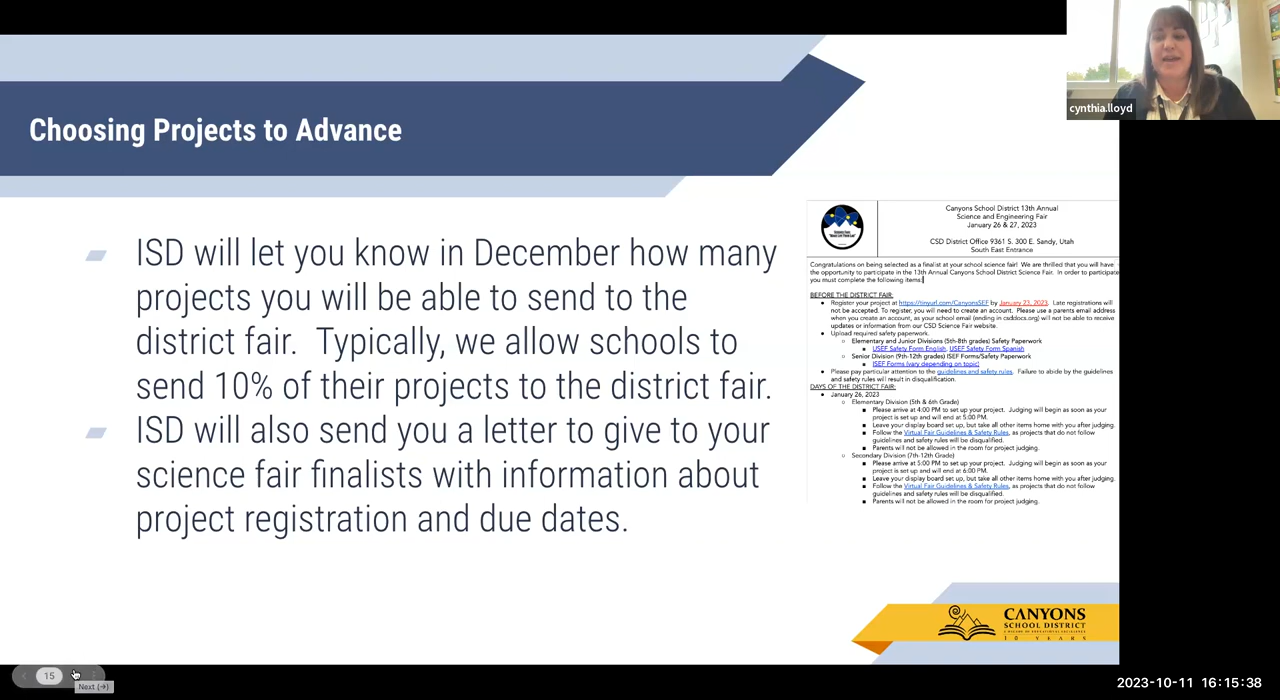 cynthia.lloyd
Choosing Projects to Advance
ISD will let you know in December how many
projects you will be able to send to the
district fair. Typically, we allow schools to
send 10% of their projects to the district fair.
ISD will also send you a letter to give to your
science fair finalists with information about
project registration and due dates.
Canyons School District 13th Annual
Science and Engineering Fair
January 26 & 27, 2023
CSD District Office 9361 S. 300 E. Sandy, Utah
South East Entrance
Congratulations on being selected as a finalist at your school science fair! We are thrilled that you will have
the opportunity to participate in the 13th Annual Canyons School District Science Fair. In order to participate
you must complete the following items:
BEFORE THE DISTRICT FAIR:
Register your project at https://tinyurl.com/CanyonsSEF by January 23, 2023. Late registrations will
not be accepted. To register, you will need to create an account. Please use a parents email address
when you create an account, as your school email (ending in csddocs.org) will not be able to receive
updates or information from our CSD Science Fair website.
Upload required safety paperwork.
Elementary and Junior Divisions (5th-8th grades) Safety Paperwork
USEF Safety Form English, USEF Safety Form Spanish
Senior Division (9th-12th grades) ISEF Forms/Safety Paperwork
ISEF Forms (vary depending on topic)
Please pay particular attention to the guidelines and safety rules. Failure to abide by the guidelines
and safety rules will result in disqualification.
DAYS OF THE DISTRICT FAIR:
January 26, 2023
Elementary Division (5th & 6th Grade)
Please arrive at 4:00 PM to set up your project. Judging will begin as soon as your
project is set up and will end at 5:00 PM.
Leave your display board set up, but take all other items home with you after judging.
Follow the Virtual Fair Guidelines & Safety Rules, as projects that do not follow
guidelines and safety rules will be disqualified.
Parents will not be allowed in the room for project judging.
Secondary Division (7th-12th Grade)
Please arrive at 5:00 PM to set up your project. Judging will begin as soon as your
project is set up and will end at 6:00 PM.
Leave your display board set up, but take all other items home with you after judging.
Follow the Virtual Fair Guidelines & Safety Rules, as projects that do not follow
guidelines and safety rules will be disqualified.
Parents will not be allowed in the room for project judging.
CANYONS
SCHOOL DISTRICT
10 YEARS
15
Next (→)
2023-10-11 16:15:38